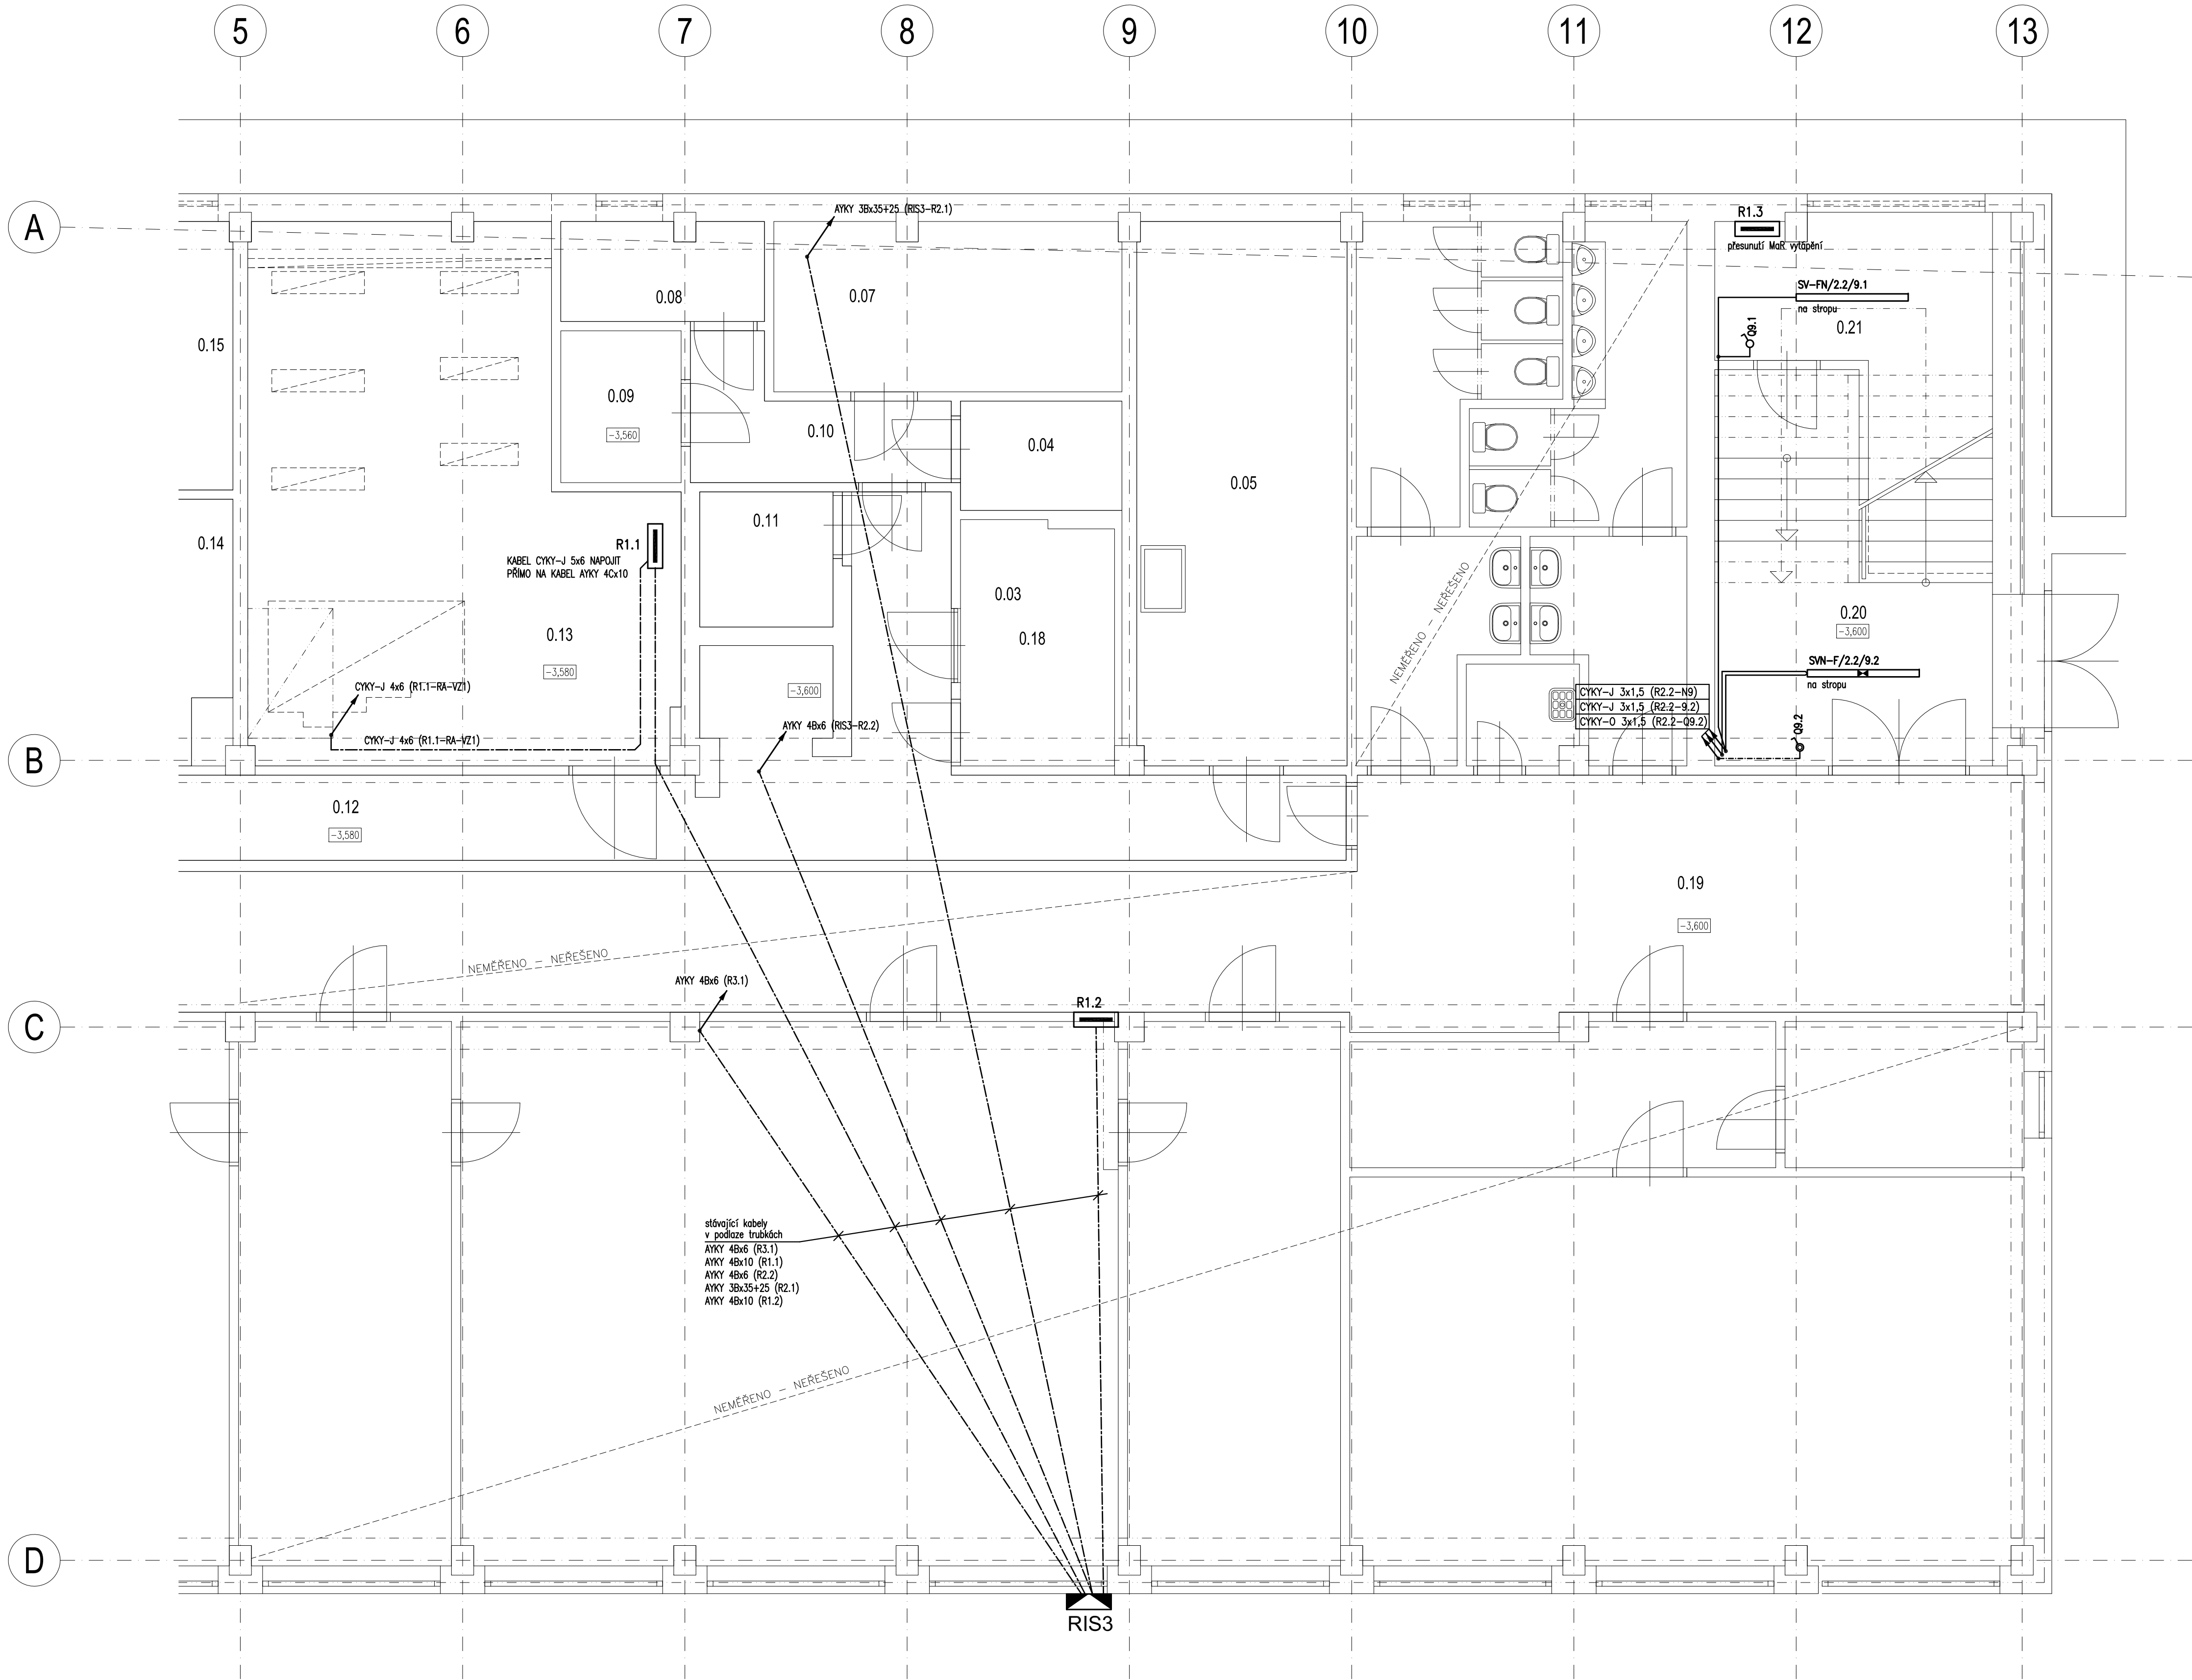 5
6
7
8
9
10
11
12
13
A
AYKY 3Bx35+25 (RIS3-R2.1)
R1.3
přesunutí MaR vytápění
0.08
0.07
SV-FN/2.2/9.1
na stropu
Q9.1
0.21
0.15
0.09
-3,560
0.10
0.04
0.05
0.11
0.14
R1.1
KABEL CYKY-J 5x6 NAPOJIT
PŘÍMO NA KABEL AYKY 4Cx10
0.03
0.18
0.13
-3,580
NEMĚŘENO - NEŘEŠENO
0.20
-3,600
SVN-F/2.2/9.2
na stropu
CYKY-J 4x6 (R1.1-RA-VZ1)
-3,600
CYKY-J 3x1,5 (R2.2-N9)
CYKY-J 3x1,5 (R2.2-9.2)
CYKY-O 3x1,5 (R2.2-Q9.2)
Q9.2
AYKY 4Bx6 (RIS3-R2.2)
CYKY-J 4x6 (R1.1-RA-VZ1)
B
0.12
-3,580
0.19
-3,600
NEMĚŘENO - NEŘEŠENO
AYKY 4Bx6 (R3.1)
R1.2
C
stávající kabely
v podlaze trubkách
AYKY 4Bx6 (R3.1)
AYKY 4Bx10 (R1.1)
AYKY 4Bx6 (R2.2)
AYKY 3Bx35+25 (R2.1)
AYKY 4Bx10 (R1.2)
NEMĚŘENO - NEŘEŠENO
D
RIS3